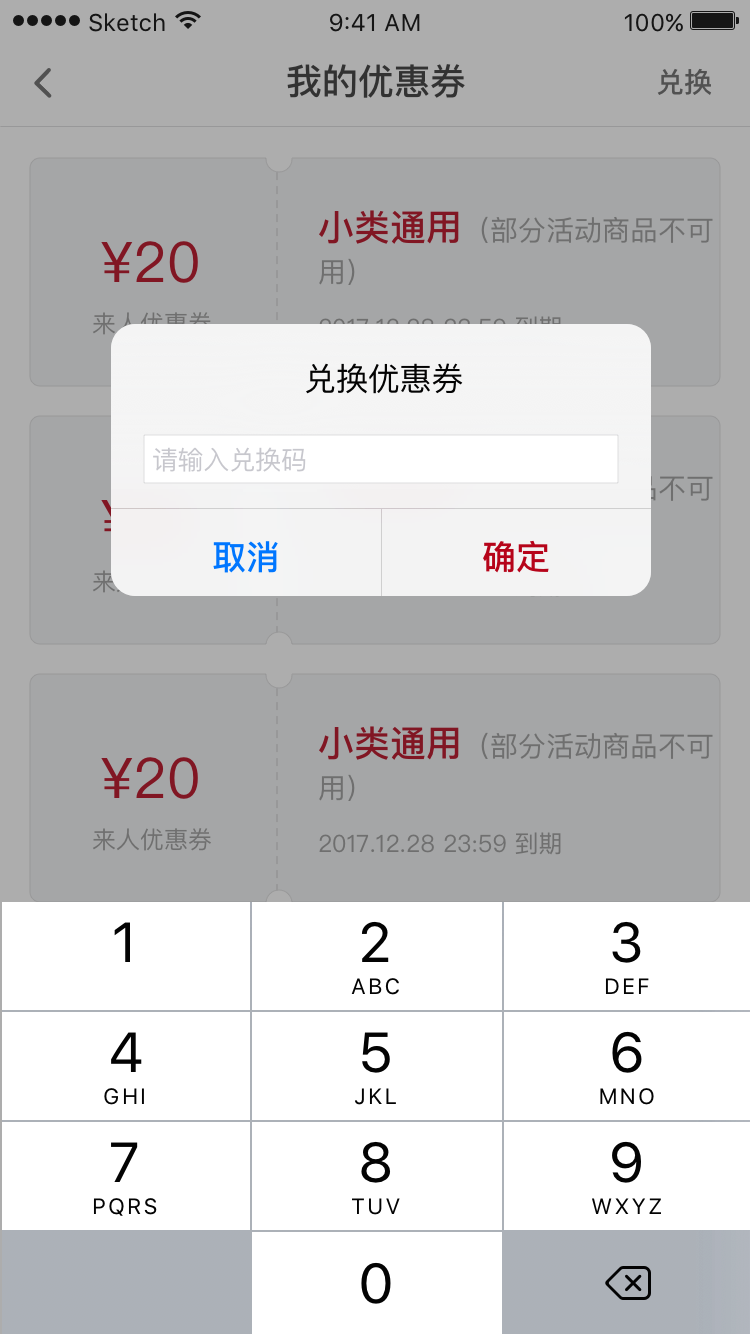 ●●●●● Sketch 9:41 AM 100%
我的优惠券 兑换
小类通用（部分活动商品不可
用）
¥20
来人优惠券
兑换优惠券
请输入兑换码
品不可
取消 确定
小类通用（部分活动商品不可
用）
¥20
来人优惠券
2017.12.28 23:59 到期
1 2 3
ABC DEF
4 5 6
GHI JKL MNO
7 8 9
PQRS TUV WXYZ
0